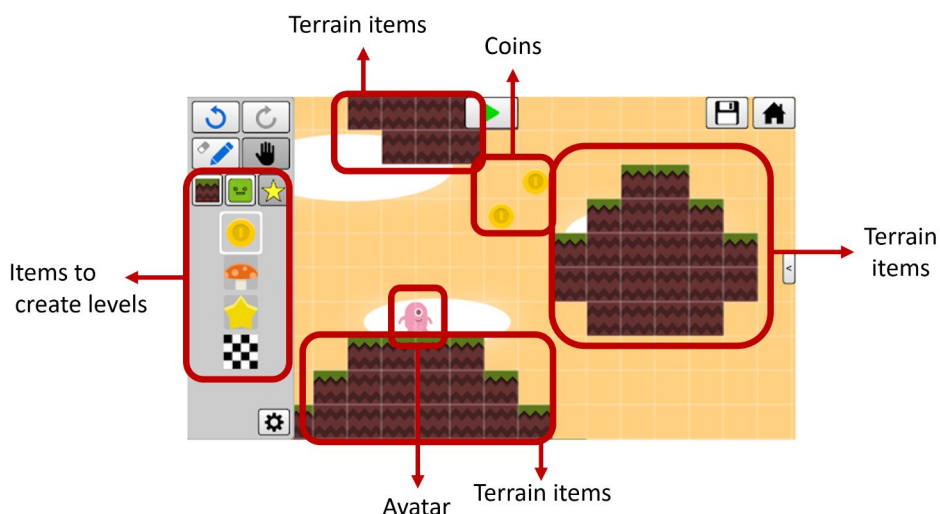 Terrain items
Coins
Terrain
items
Items to
create levels
<
Avatar
Terrain items